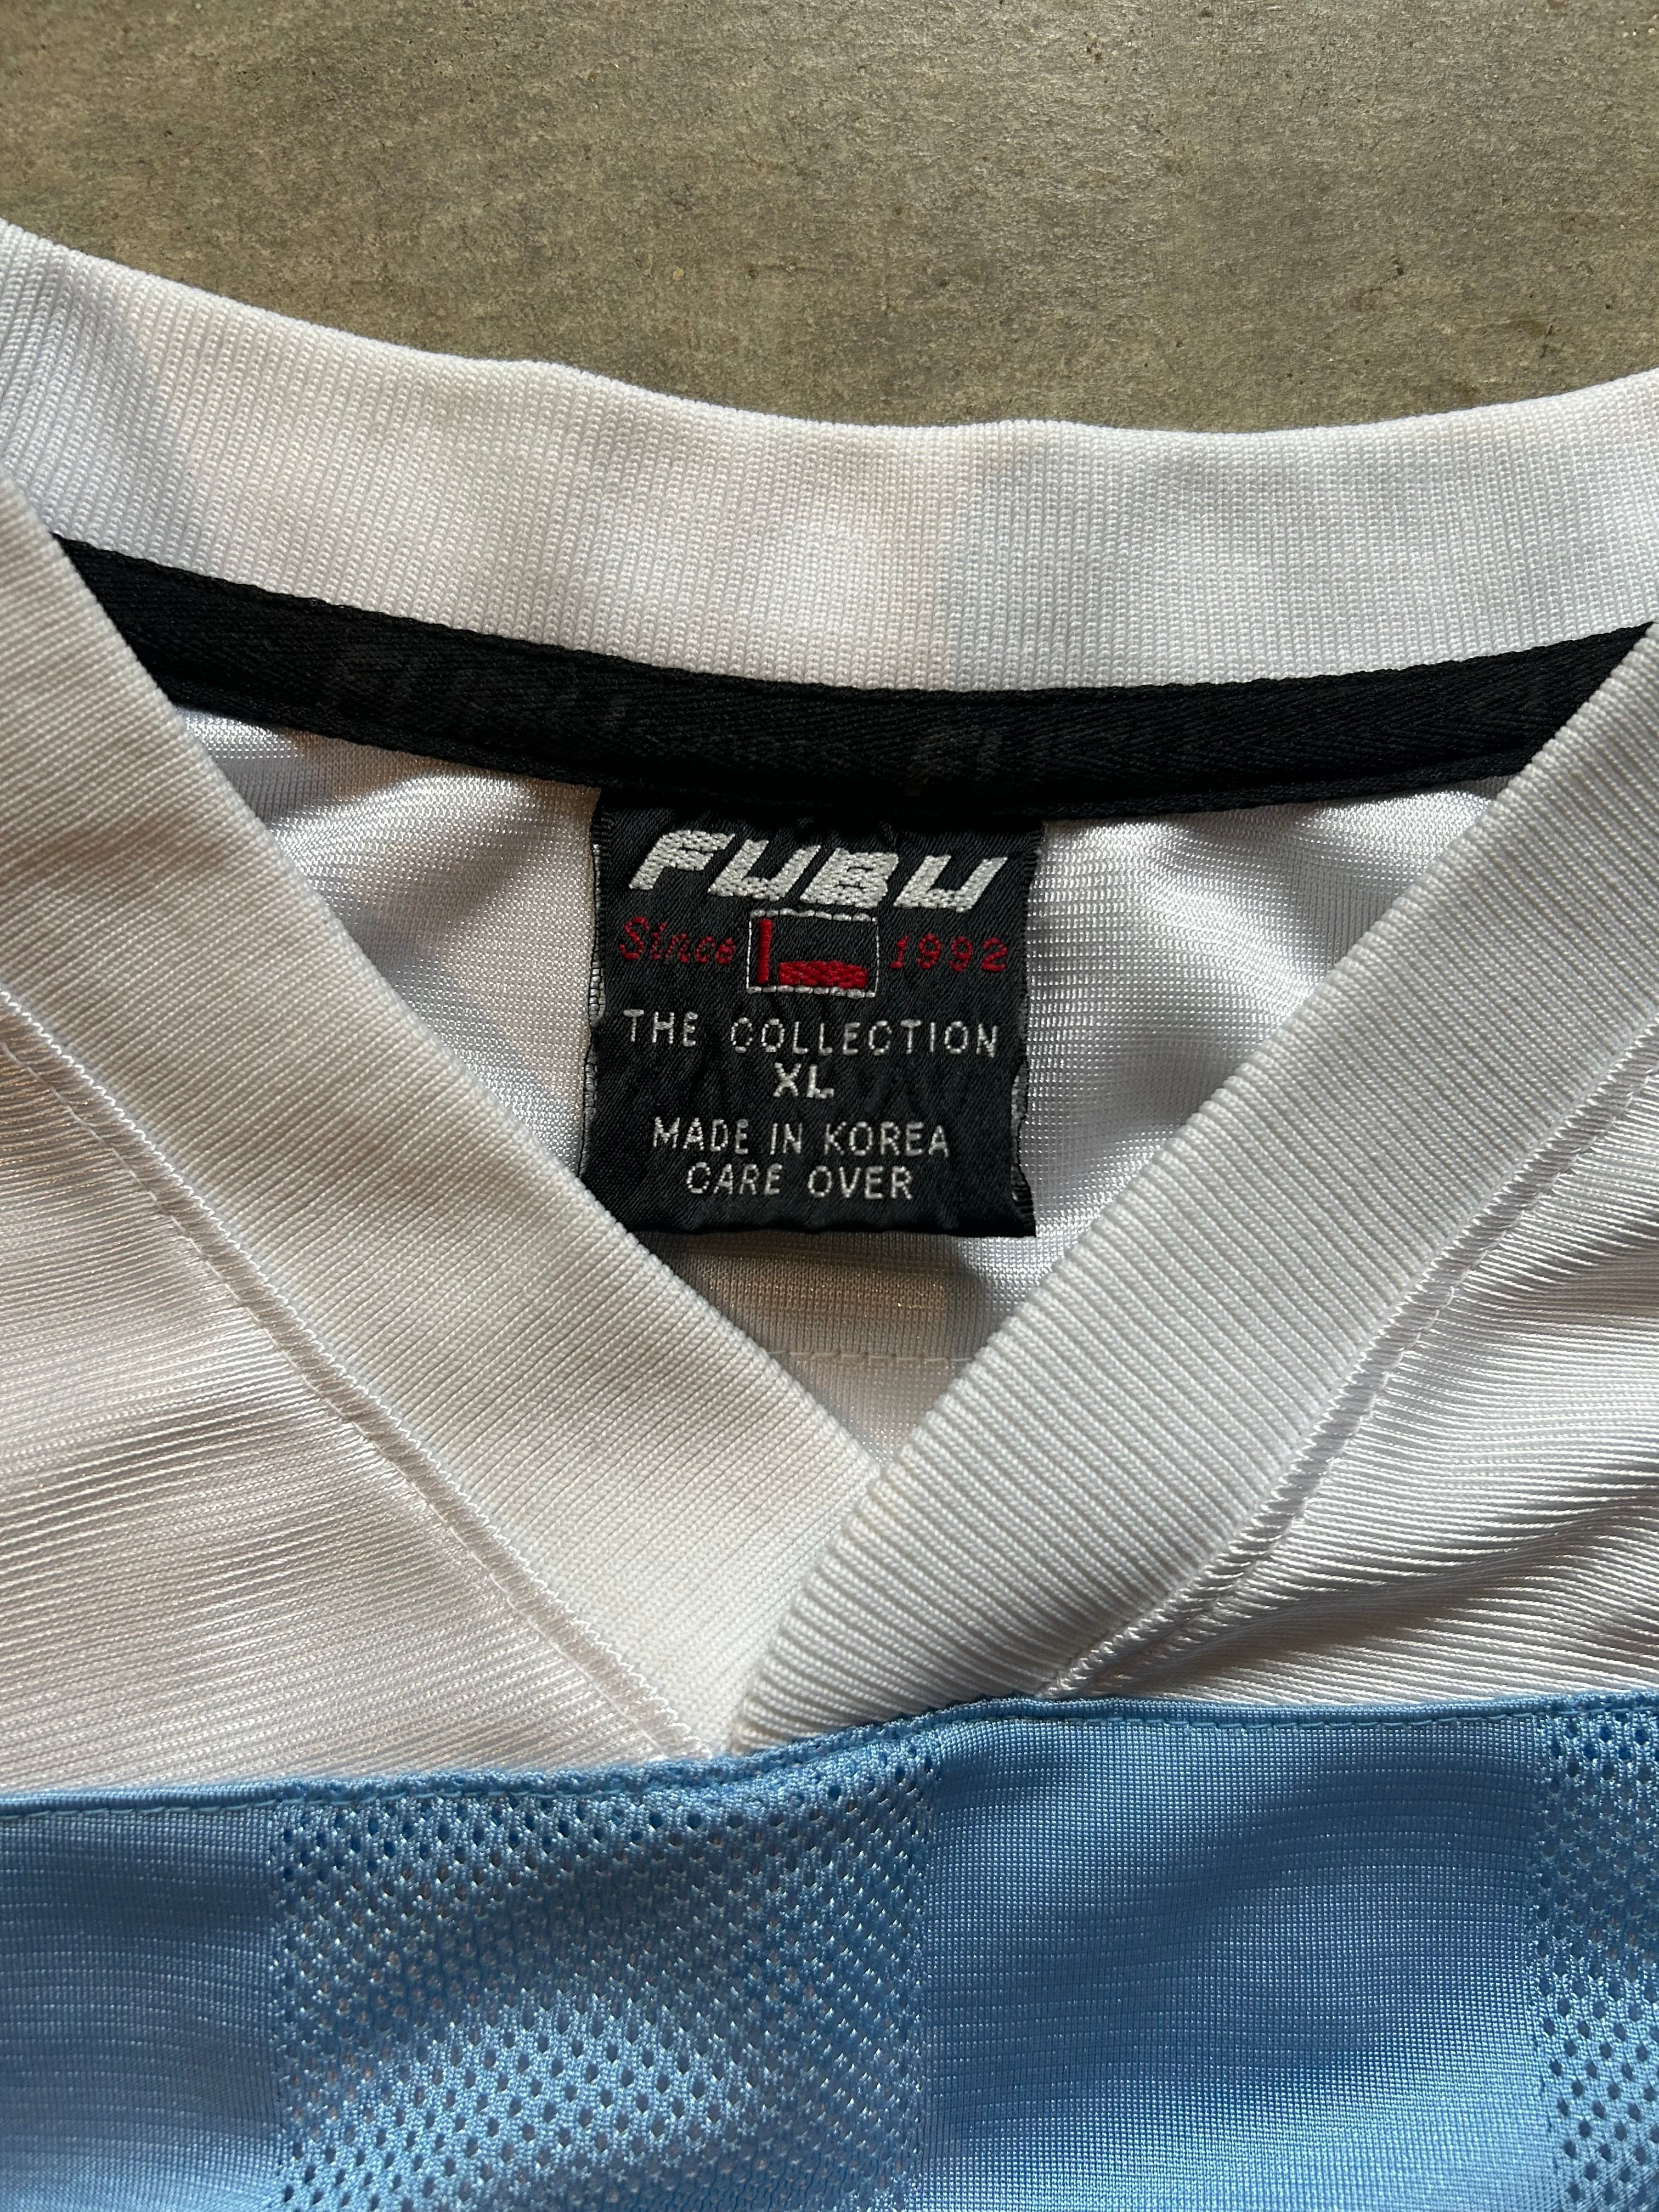 FUBU
Since 1992
THE COLLECTION
XL
MADE IN KOREA
CARE OVER